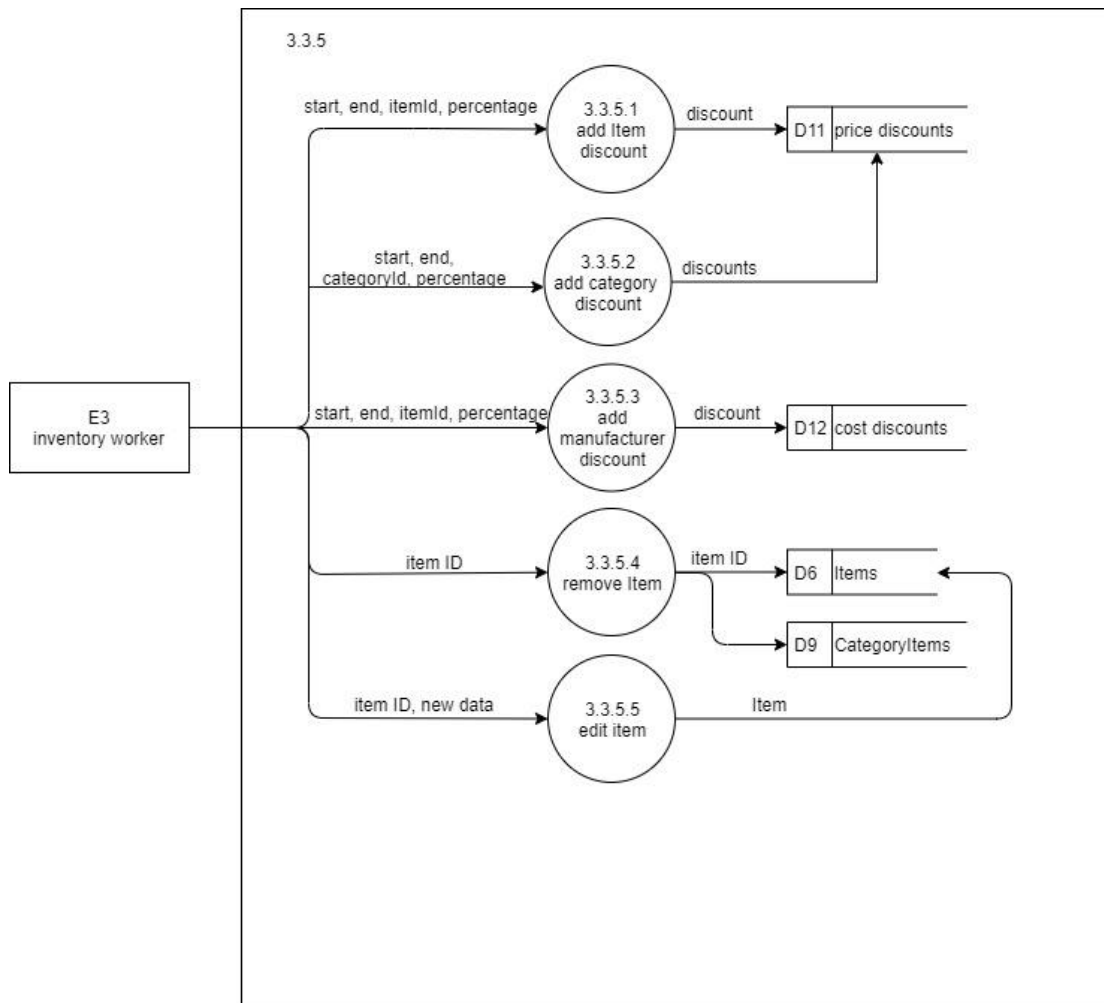 3.3.5
start, end, itemId, percentage
3.3.5.1
add Item
discount
discount
D11 price discounts
start, end,
categoryId, percentage
3.3.5.2
add category
discount
discounts
E3
inventory worker
start, end, itemId, percentage
3.3.5.3
add
manufacturer
discount
discount
D12 cost discounts
item ID
3.3.5.4
remove Item
item ID
D6 Items
D9 CategoryItems
item ID, new data
3.3.5.5
edit item
Item